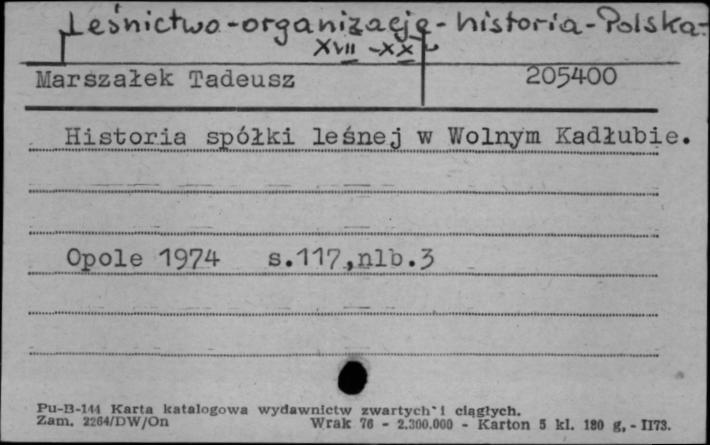 Leśnictwo-organizacje-historia-Polska-
XVII-XX w
Marszałek Tadeusz 205400
Historia spółki leśnej w Wolnym Kadłubie.
Opole 1974 s.117,nlb.3
Pu-B-144 Karta katalogowa wydawnictw zwartych i ciągłych.
Zam. 2264/DW/On Wrak 76 - 2.300.000 - Karton 5 kl. 180 g, - II73.